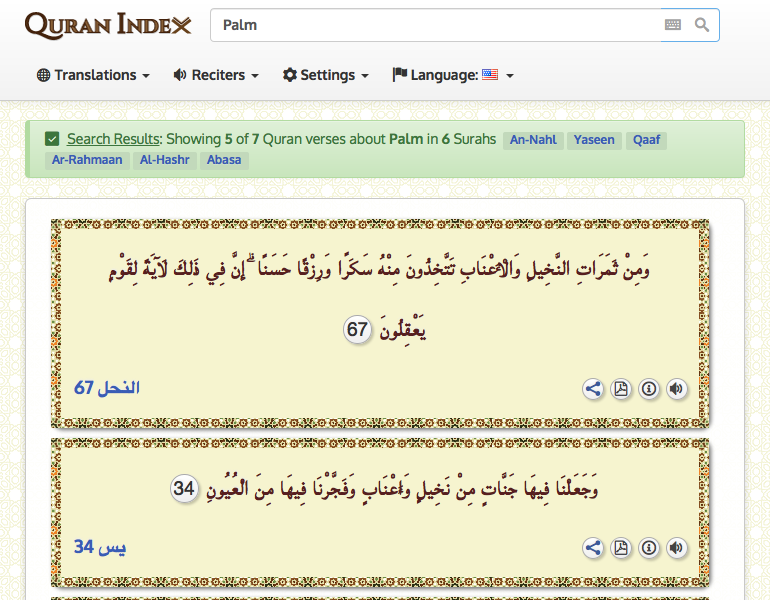 QURAN INDEX
Palm
Translations
Reciters
Settings
Language:
Search Results: Showing 5 of 7 Quran verses about Palm in 6 Surahs An-Nahl Yaseen Qaaf
Ar-Rahmaan Al-Hashr Abasa
وَمِنْ ثَمَرَاتِ النَّخِيلِ وَالْأَعْنَابِ تَتَّخِذُونَ مِنْهُ سَكَرًا وَرِزْقًا حَسَنًا ۗ إِنَّ فِي ذَٰلِكَ لَآيَةً لِقَوْمٍ
يَعْقِلُونَ 67
النحل 67
وَجَعَلْنَا فِيهَا جَنَّاتٍ مِنْ نَخِيلٍ وَأَعْنَابٍ وَفَجَّرْنَا فِيهَا مِنَ الْعُيُونِ 34
يس 34